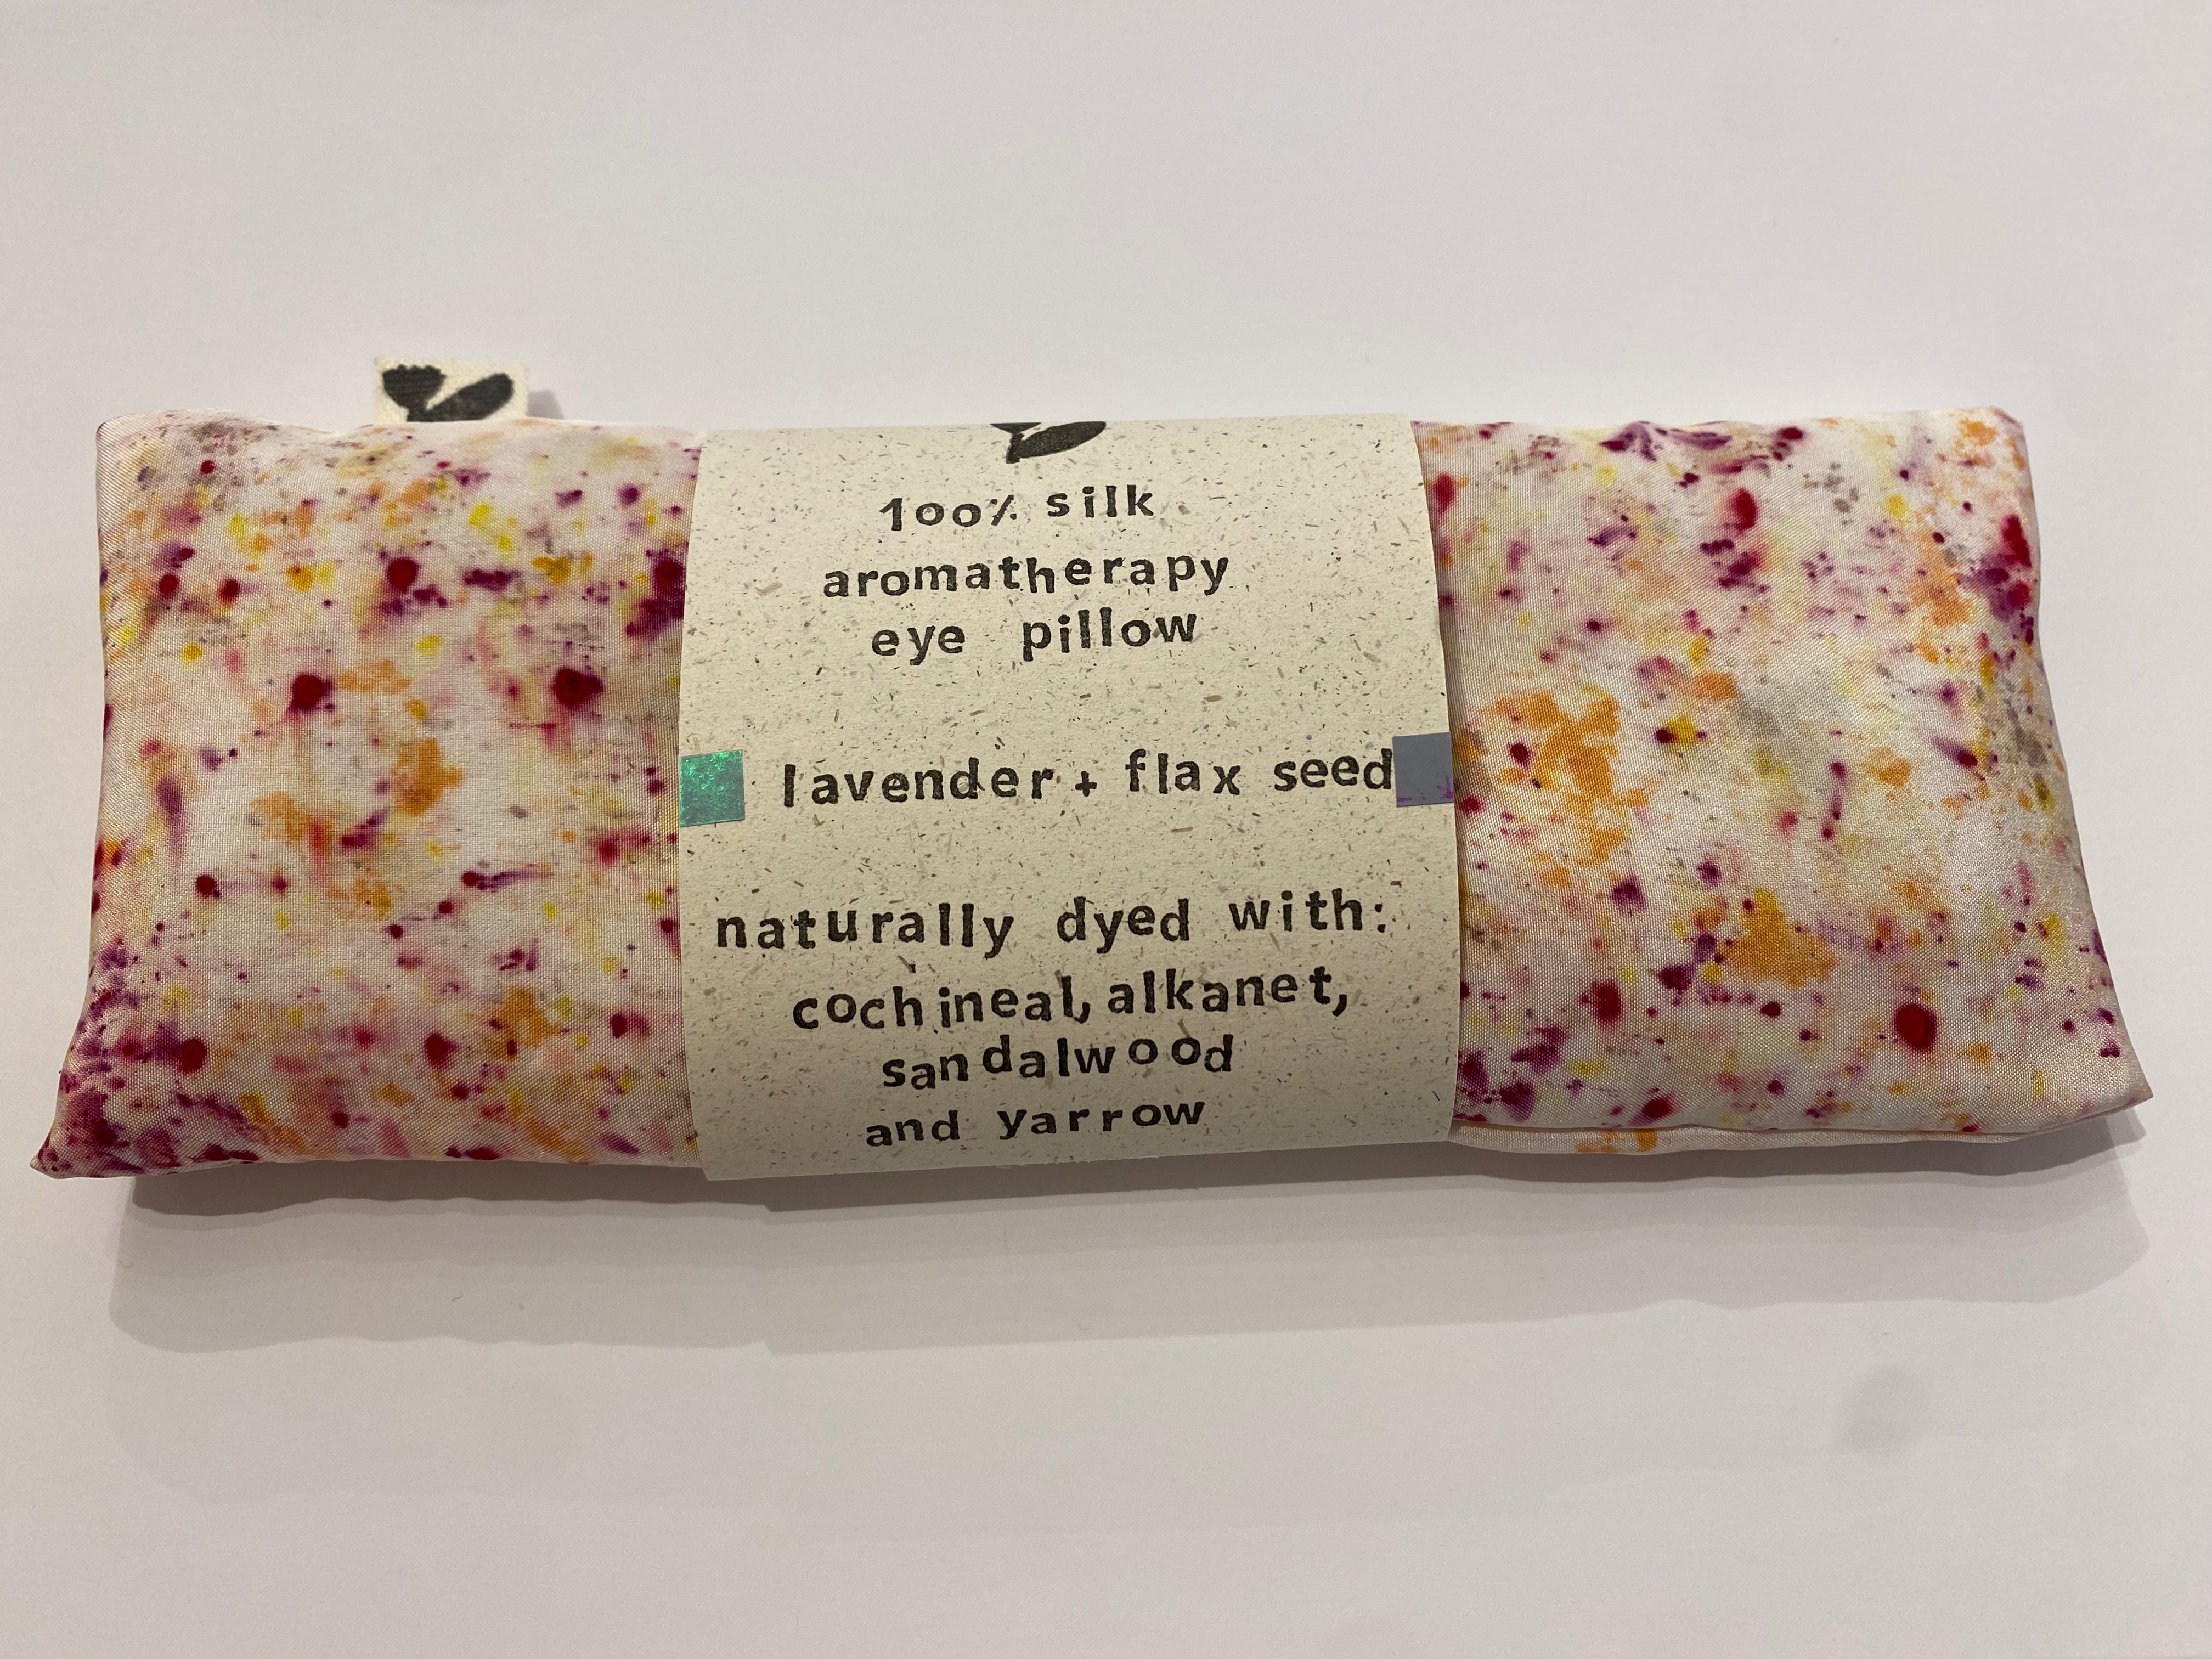 100% silk
aromatherapy
eye pillow
lavender + flax seed
naturally dyed with:
cochineal, alkanet,
sandalwood
and yarrow